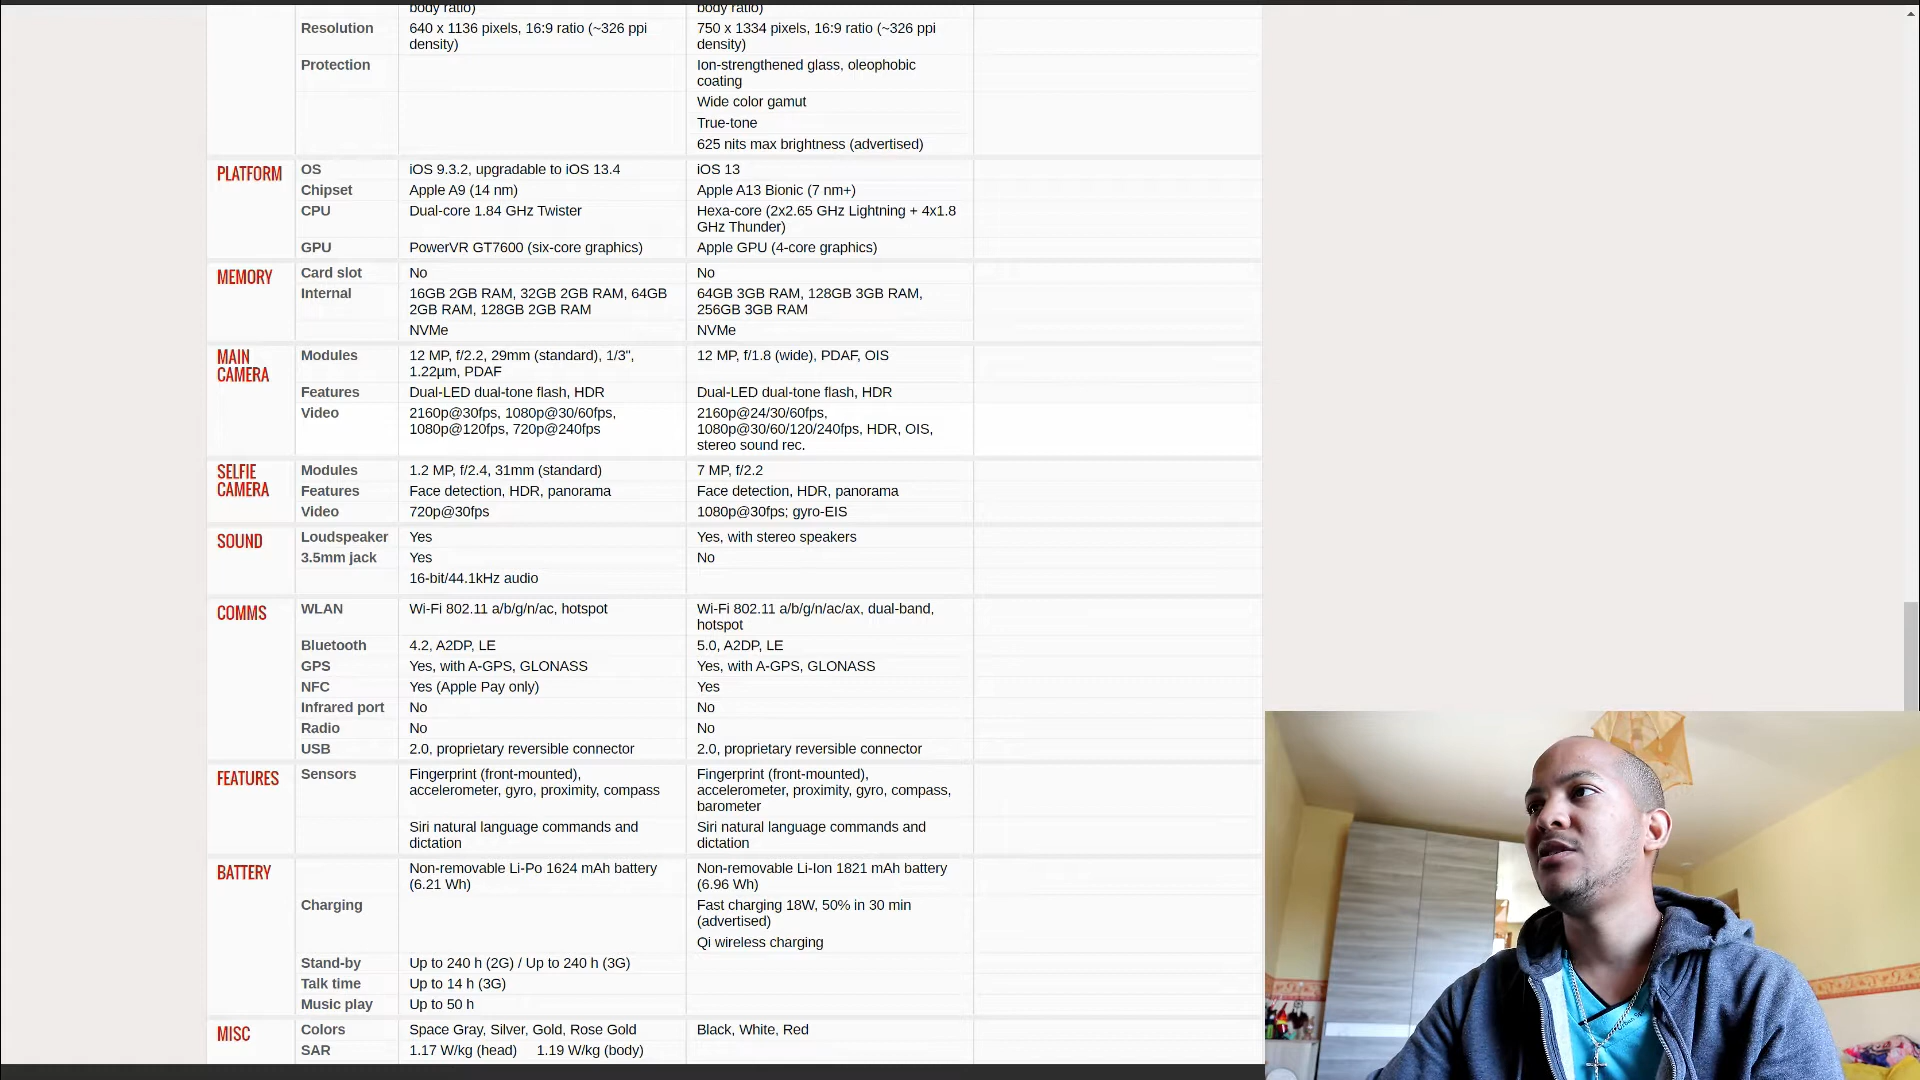 body ratio)
body ratio)
Resolution
640 x 1136 pixels, 16:9 ratio (~326 ppi
density)
750 x 1334 pixels, 16:9 ratio (~326 ppi
density)
Protection
Ion-strengthened glass, oleophobic
coating
Wide color gamut
True-tone
625 nits max brightness (advertised)
PLATFORM
OS
iOS 9.3.2, upgradable to iOS 13.4
iOS 13
Chipset
Apple A9 (14 nm)
Apple A13 Bionic (7 nm+)
CPU
Dual-core 1.84 GHz Twister
Hexa-core (2x2.65 GHz Lightning + 4x1.8
GHz Thunder)
GPU
PowerVR GT7600 (six-core graphics)
Apple GPU (4-core graphics)
MEMORY
Card slot
No
No
Internal
16GB 2GB RAM, 32GB 2GB RAM, 64GB
2GB RAM, 128GB 2GB RAM
64GB 3GB RAM, 128GB 3GB RAM,
256GB 3GB RAM
NVMe
NVMe
MAIN
CAMERA
Modules
12 MP, f/2.2, 29mm (standard), 1/3",
1.22µm, PDAF
12 MP, f/1.8 (wide), PDAF, OIS
Features
Dual-LED dual-tone flash, HDR
Dual-LED dual-tone flash, HDR
Video
2160p@30fps, 1080p@30/60fps,
1080p@120fps, 720p@240fps
2160p@24/30/60fps,
1080p@30/60/120/240fps, HDR, OIS,
stereo sound rec.
SELFIE
CAMERA
Modules
1.2 MP, f/2.4, 31mm (standard)
7 MP, f/2.2
Features
Face detection, HDR, panorama
Face detection, HDR, panorama
Video
720p@30fps
1080p@30fps; gyro-EIS
SOUND
Loudspeaker
Yes
Yes, with stereo speakers
3.5mm jack
Yes
No
16-bit/44.1kHz audio
COMMS
WLAN
Wi-Fi 802.11 a/b/g/n/ac, hotspot
Wi-Fi 802.11 a/b/g/n/ac/ax, dual-band,
hotspot
Bluetooth
4.2, A2DP, LE
5.0, A2DP, LE
GPS
Yes, with A-GPS, GLONASS
Yes, with A-GPS, GLONASS
NFC
Yes (Apple Pay only)
Yes
Infrared port
No
No
Radio
No
No
USB
2.0, proprietary reversible connector
2.0, proprietary reversible connector
FEATURES
Sensors
Fingerprint (front-mounted),
accelerometer, gyro, proximity, compass
Fingerprint (front-mounted),
accelerometer, proximity, gyro, compass,
barometer
Siri natural language commands and
dictation
Siri natural language commands and
dictation
BATTERY
Non-removable Li-Po 1624 mAh battery
(6.21 Wh)
Non-removable Li-Ion 1821 mAh battery
(6.96 Wh)
Charging
Fast charging 18W, 50% in 30 min
(advertised)
Qi wireless charging
Stand-by
Up to 240 h (2G) / Up to 240 h (3G)
Talk time
Up to 14 h (3G)
Music play
Up to 50 h
MISC
Colors
Space Gray, Silver, Gold, Rose Gold
Black, White, Red
SAR
1.17 W/kg (head) 1.19 W/kg (body)